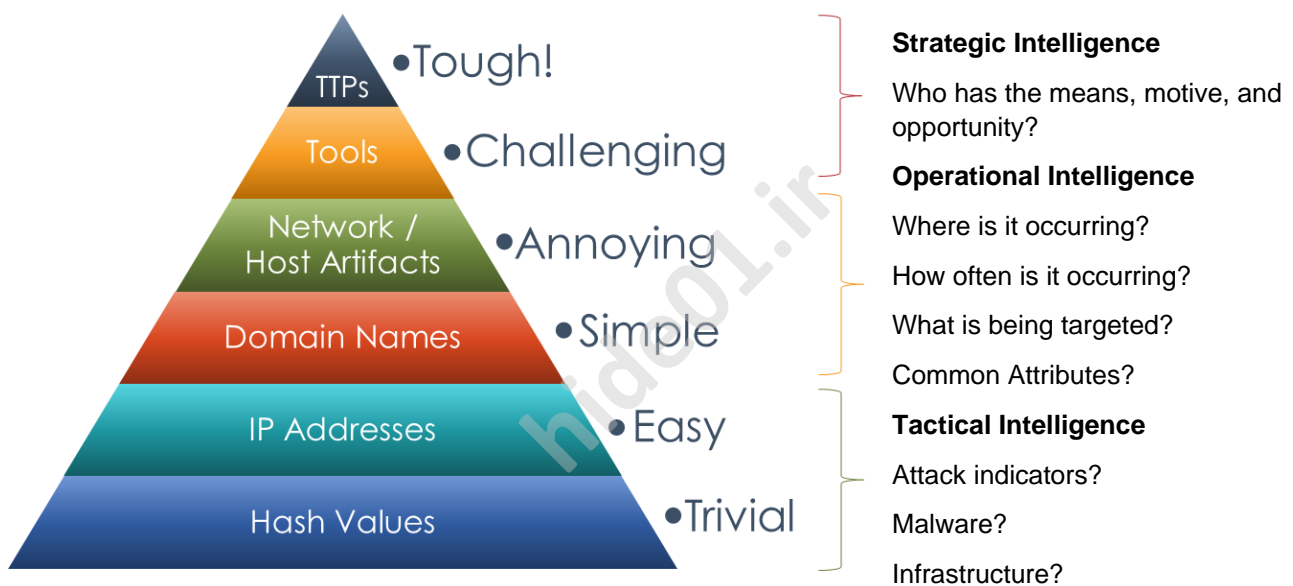 TTPs
•Tough!
Tools
•Challenging
Network /
Host Artifacts
•Annoying
Domain Names
•Simple
IP Addresses
•Easy
Hash Values
•Trivial
Strategic Intelligence
Who has the means, motive, and
opportunity?
Operational Intelligence
Where is it occurring?
How often is it occurring?
What is being targeted?
Common Attributes?
Tactical Intelligence
Attack indicators?
Malware?
Infrastructure?
hide01.ir